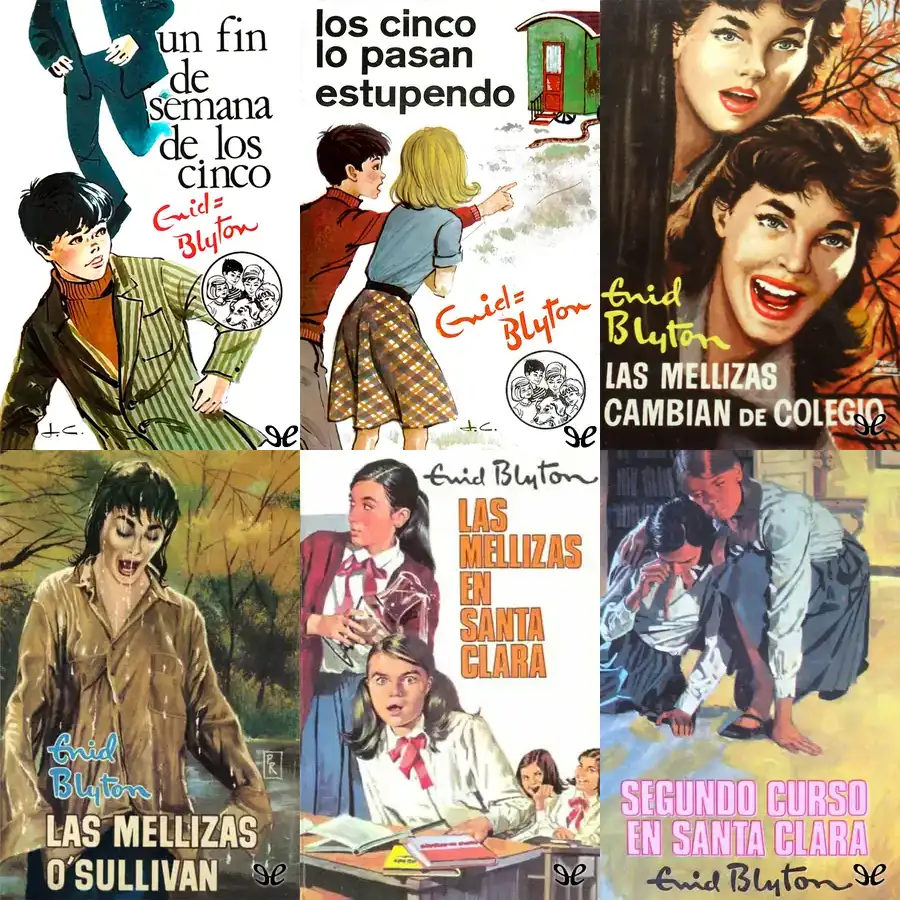 un fin
de
semana
de los
cinco
Enid=
Blyton
J.C.
los cinco
lo pasan
estupendo
Enid=
Blyton
J.C.
Enid
Blyton
LAS MELLIZAS
CAMBIAN DE COLEGIO
Enid
Blyton
PR
LAS MELLIZAS
O'SULLIVAN
Enid Blyton
LAS
MELLIZAS
EN
SANTA
CLARA
SEGUNDO CURSO
EN SANTA CLARA
Enid Blyton